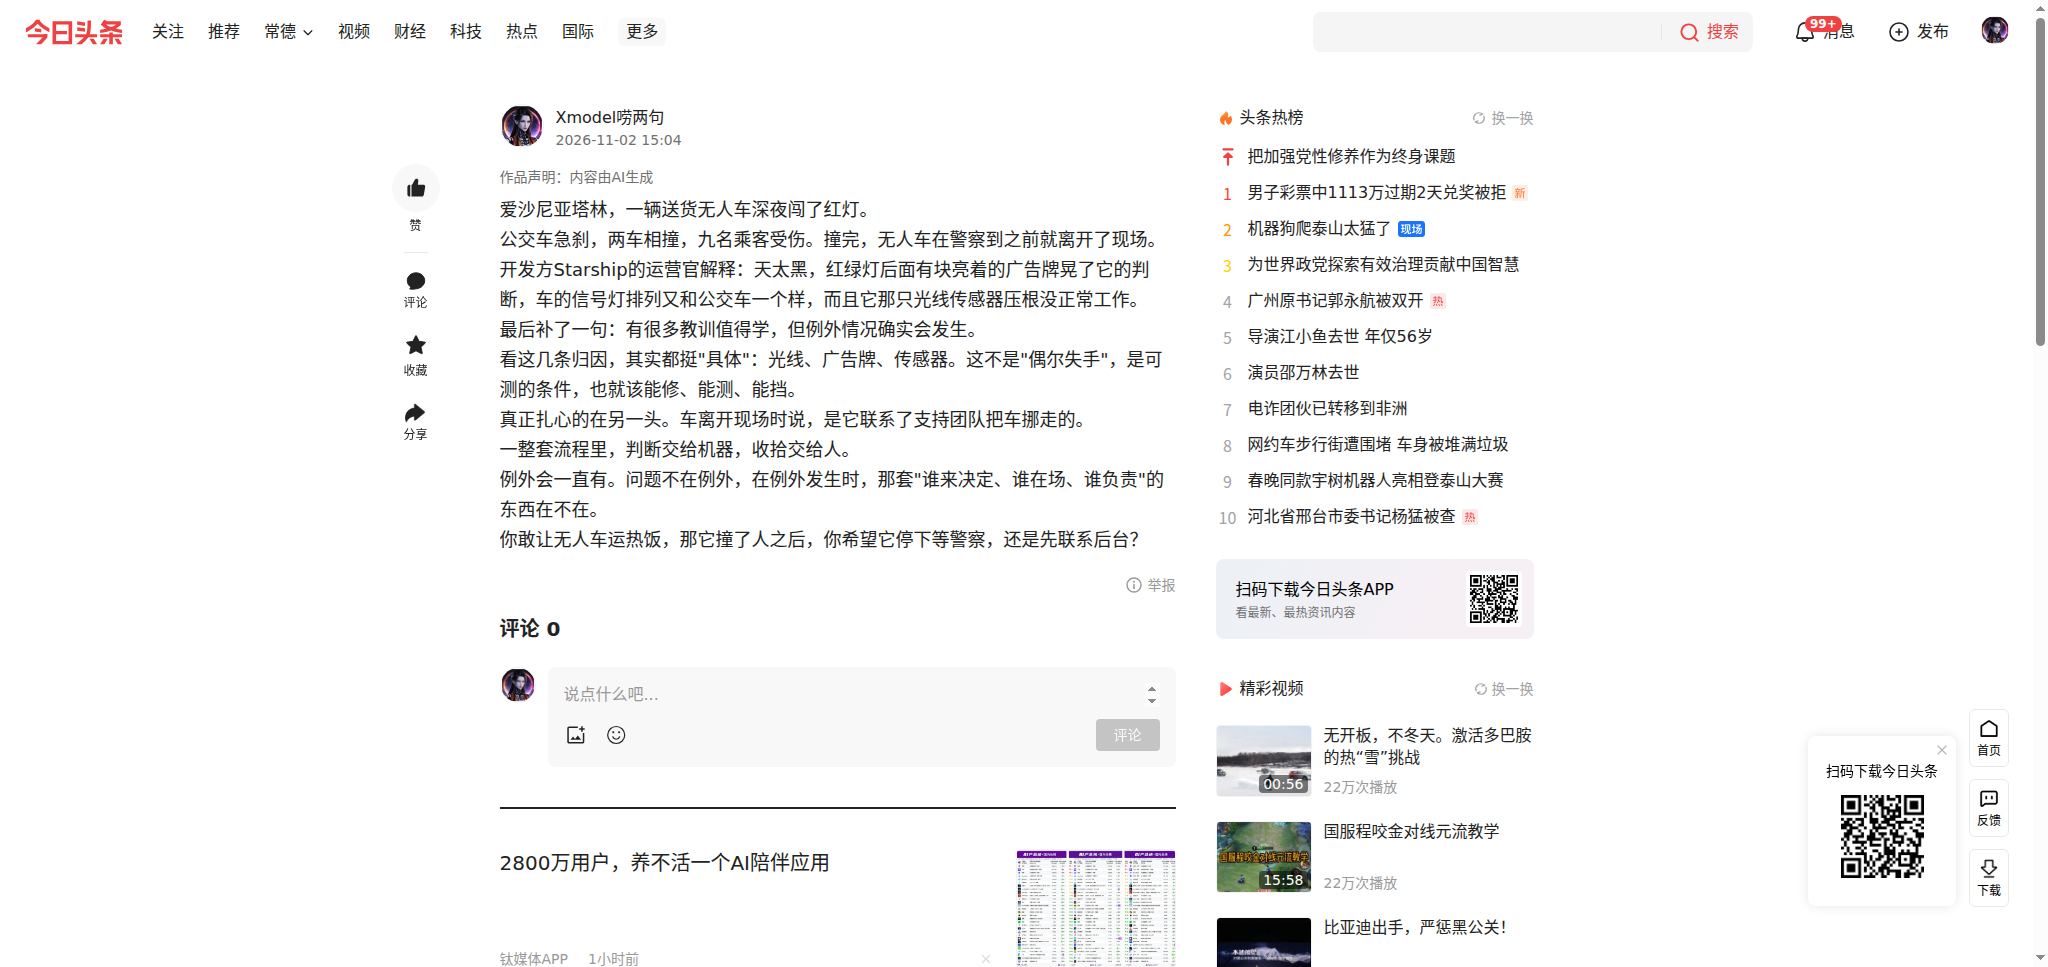 今日头条
关注 推荐 常德 视频 财经 科技 热点 国际 更多
搜索
99+
消息
发布
Xmodel唠两句
2026-11-02 15:04
作品声明：内容由AI生成
爱沙尼亚塔林，一辆送货无人车深夜闯了红灯。
公交车急刹，两车相撞，九名乘客受伤。撞完，无人车在警察到之前就离开了现场。
开发方Starship的运营官解释：天太黑，红绿灯后面有块亮着的广告牌晃了它的判
断，车的信号灯排列又和公交车一个样，而且它那只光线传感器压根没正常工作。
最后补了一句：有很多教训值得学，但例外情况确实会发生。
看这几条归因，其实都挺"具体"：光线、广告牌、传感器。这不是"偶尔失手"，是可
测的条件，也就该能修、能测、能挡。
真正扎心的在另一头。车离开现场时说，是它联系了支持团队把车挪走的。
一整套流程里，判断交给机器，收拾交给人。
例外会一直有。问题不在例外，在例外发生时，那套"谁来决定、谁在场、谁负责"的
东西在不在。
你敢让无人车运热饭，那它撞了人之后，你希望它停下等警察，还是先联系后台？
赞
评论
收藏
分享
举报
评论 0
说点什么吧...
评论
2800万用户，养不活一个AI陪伴应用
钛媒体APP 1小时前
头条热榜
换一换
把加强党性修养作为终身课题
1 男子彩票中1113万过期2天兑奖被拒 新
2 机器狗爬泰山太猛了 现场
3 为世界政党探索有效治理贡献中国智慧
4 广州原书记郭永航被双开 热
5 导演江小鱼去世 年仅56岁
6 演员邵万林去世
7 电诈团伙已转移到非洲
8 网约车步行街遭围堵 车身被堆满垃圾
9 春晚同款宇树机器人亮相登泰山大赛
10 河北省邢台市委书记杨猛被查 热
扫码下载今日头条APP
看最新、最热资讯内容
精彩视频
换一换
无开板，不冬天。激活多巴胺
的热“雪”挑战
00:56
22万次播放
国服程咬金对线元流教学
国服程咬金对线元流教学
15:58
22万次播放
比亚迪出手，严惩黑公关！
扫码下载今日头条
首页
反馈
下载